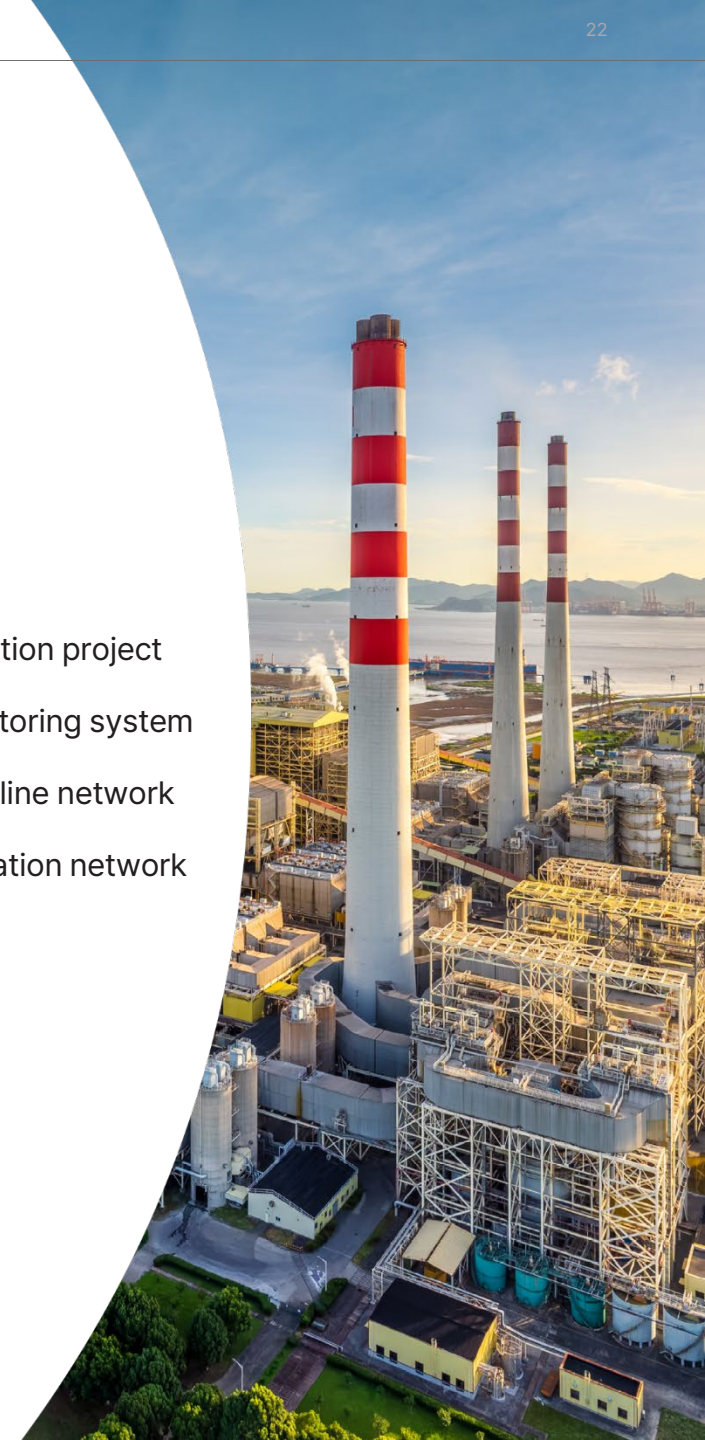 22
tion project
toring system
line network
ation network